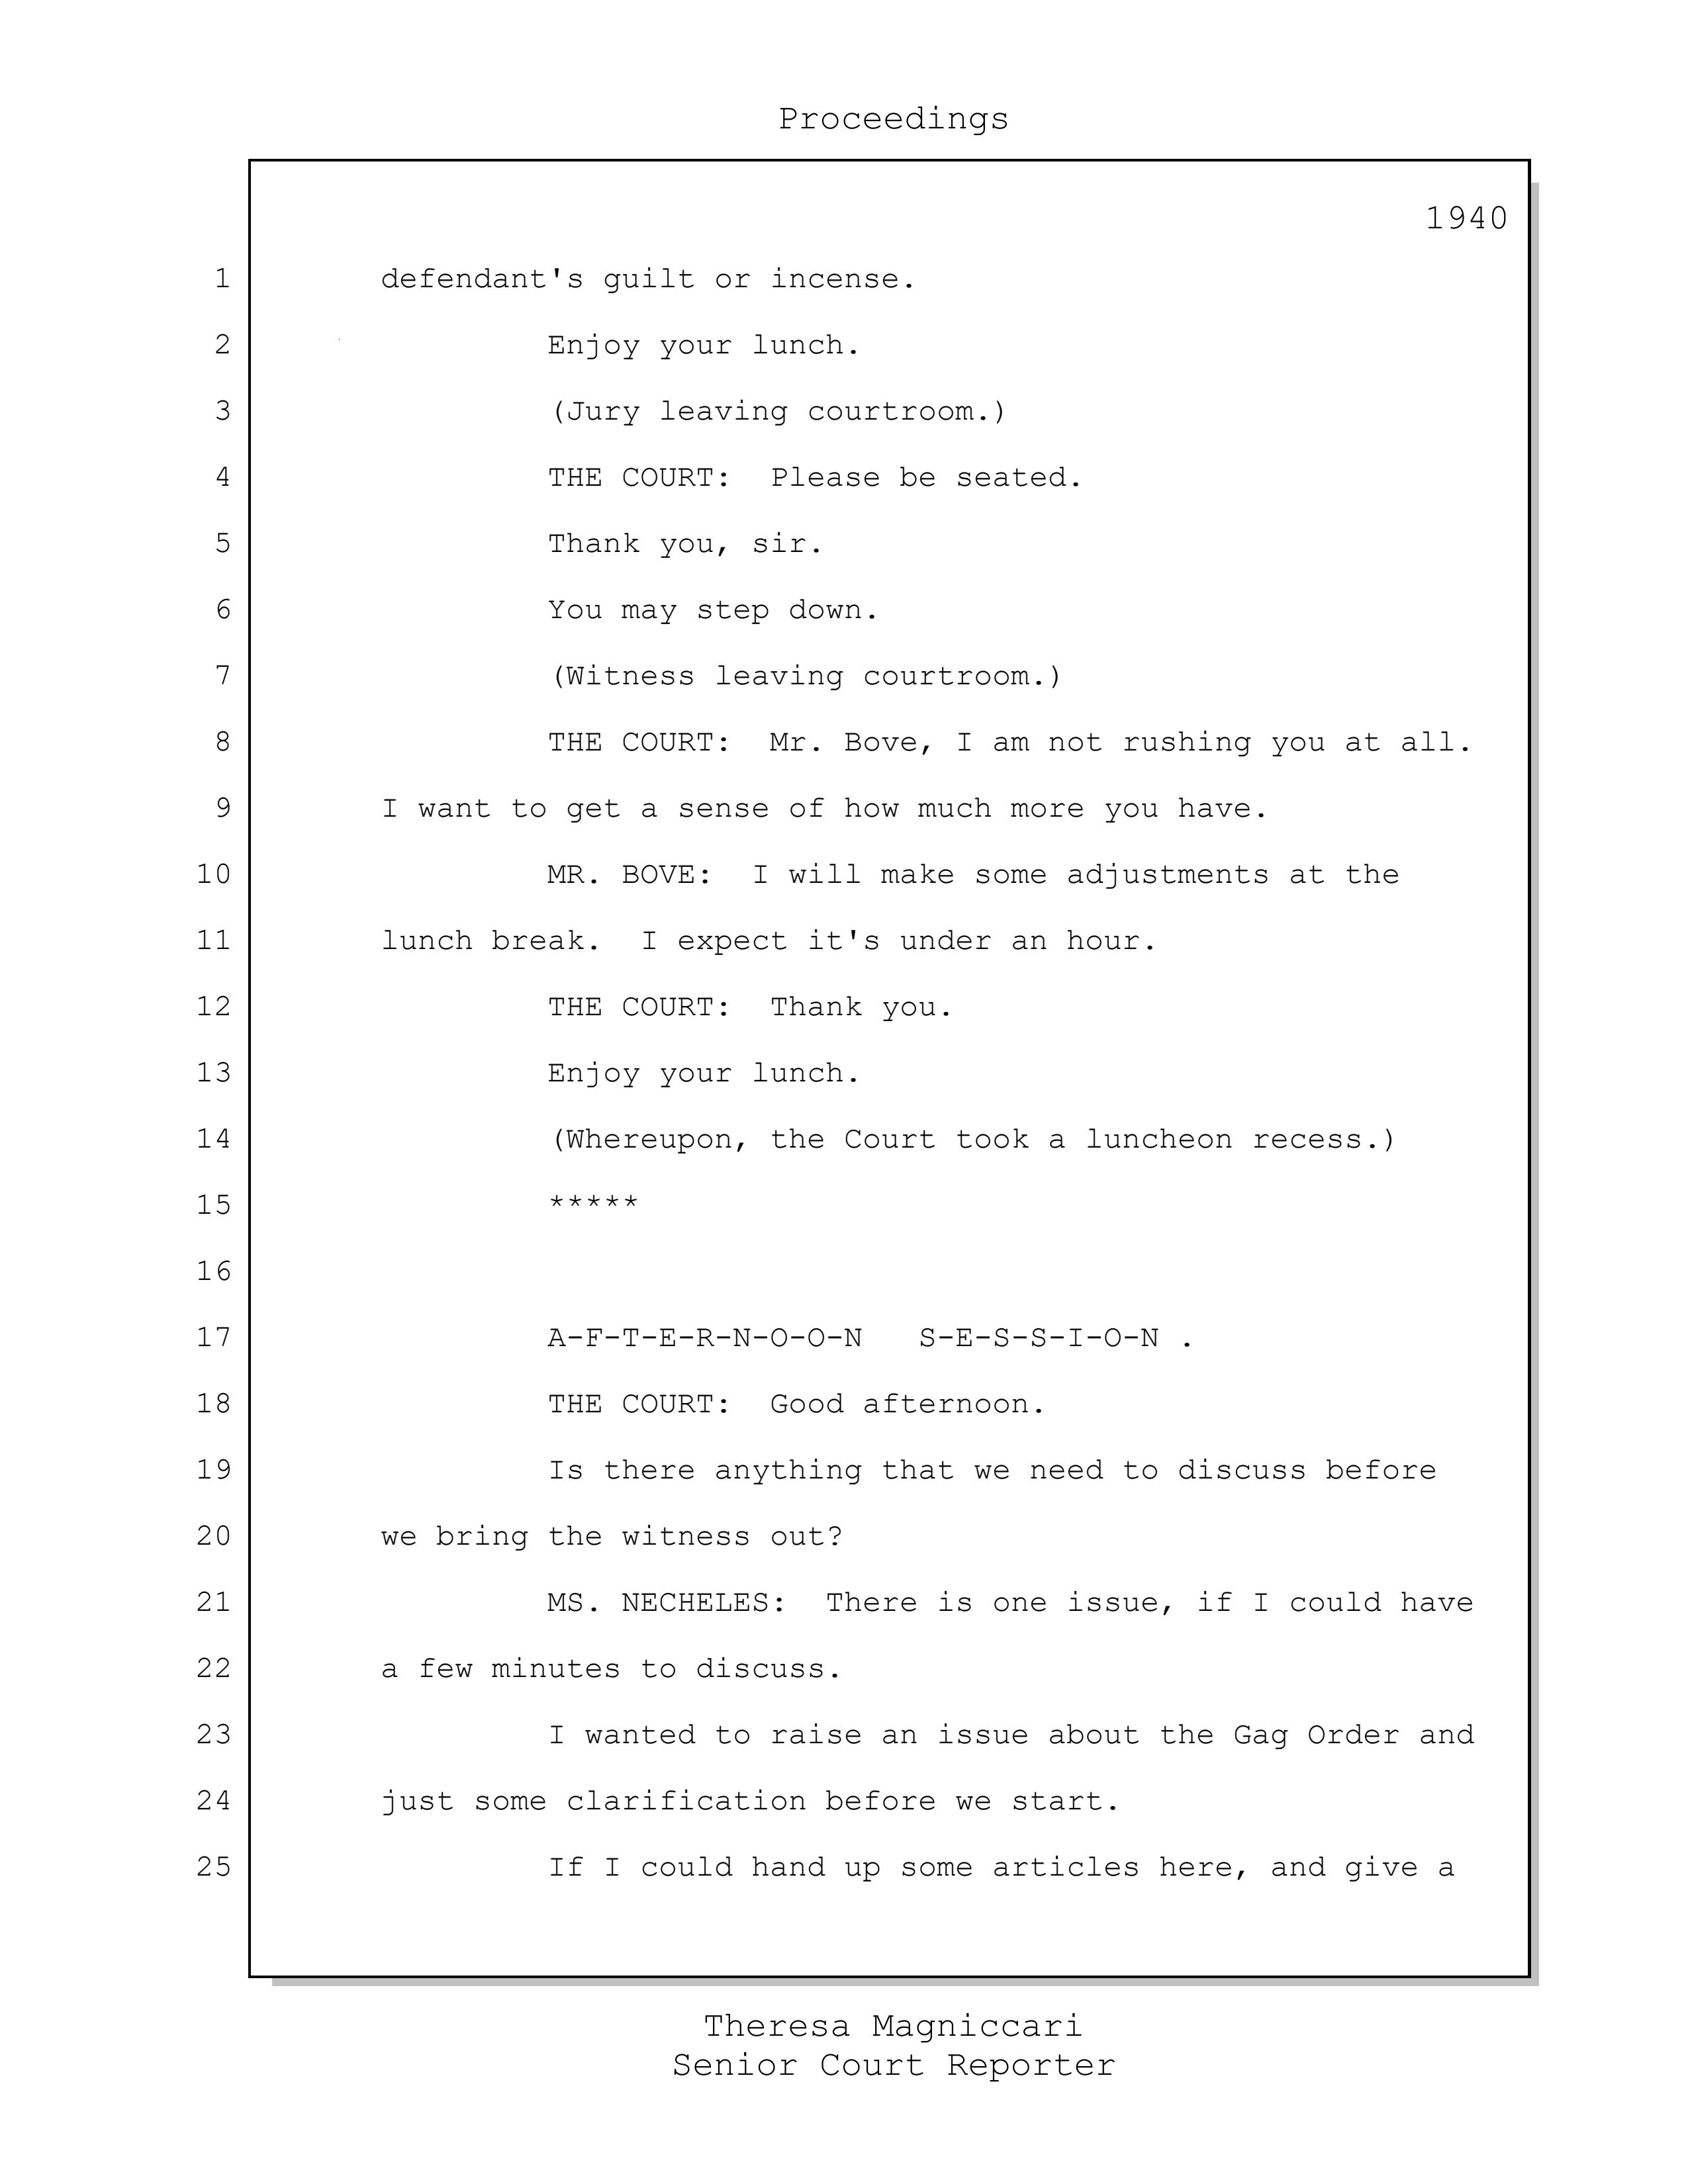 Proceedings
1940
1 defendant's guilt or incense.
2 Enjoy your lunch.
3 (Jury leaving courtroom.)
4 THE COURT:  Please be seated.
5 Thank you, sir.
6 You may step down.
7 (Witness leaving courtroom.)
8 THE COURT:  Mr. Bove, I am not rushing you at all.
9 I want to get a sense of how much more you have.
10 MR. BOVE:  I will make some adjustments at the
11 lunch break.  I expect it's under an hour.
12 THE COURT:  Thank you.
13 Enjoy your lunch.
14 (Whereupon, the Court took a luncheon recess.)
15 *****
16
17 A-F-T-E-R-N-O-O-N   S-E-S-S-I-O-N .
18 THE COURT:  Good afternoon.
19 Is there anything that we need to discuss before
20 we bring the witness out?
21 MS. NECHELES:  There is one issue, if I could have
22 a few minutes to discuss.
23 I wanted to raise an issue about the Gag Order and
24 just some clarification before we start.
25 If I could hand up some articles here, and give a
Theresa Magniccari
Senior Court Reporter